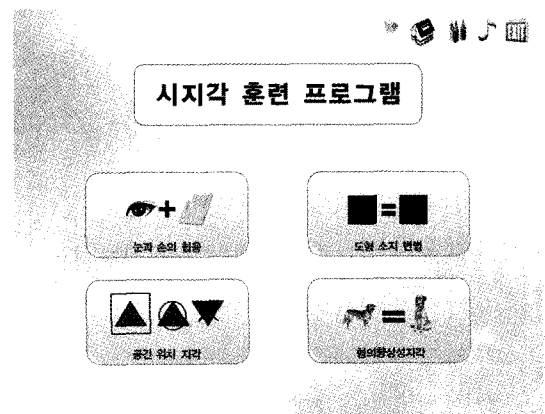 시지각 훈련 프로그램
눈과 손의 협응
도형 소지 변별
공간 위치 지각
형의항상성지각